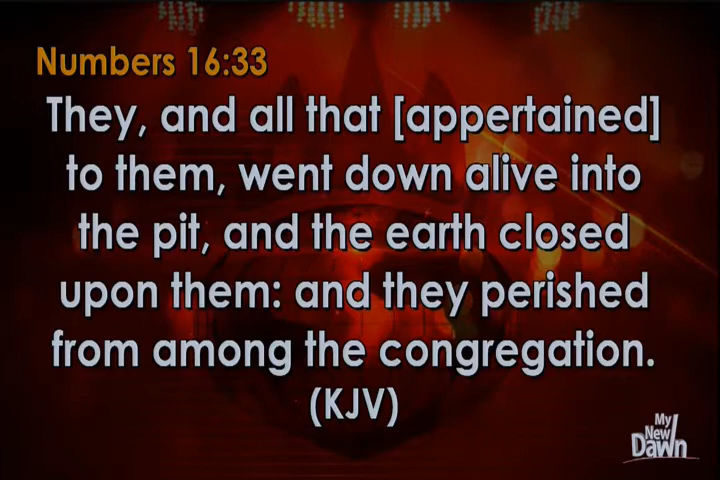 Numbers 16:33
They, and all that [appertained]
to them, went down alive into
the pit, and the earth closed
upon them: and they perished
from among the congregation.
(KJV)
My
New
Dawn